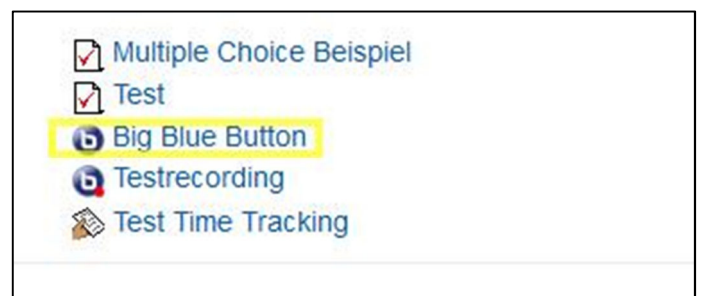 Multiple Choice Beispiel
Test
Big Blue Button
Testrecording
Test Time Tracking